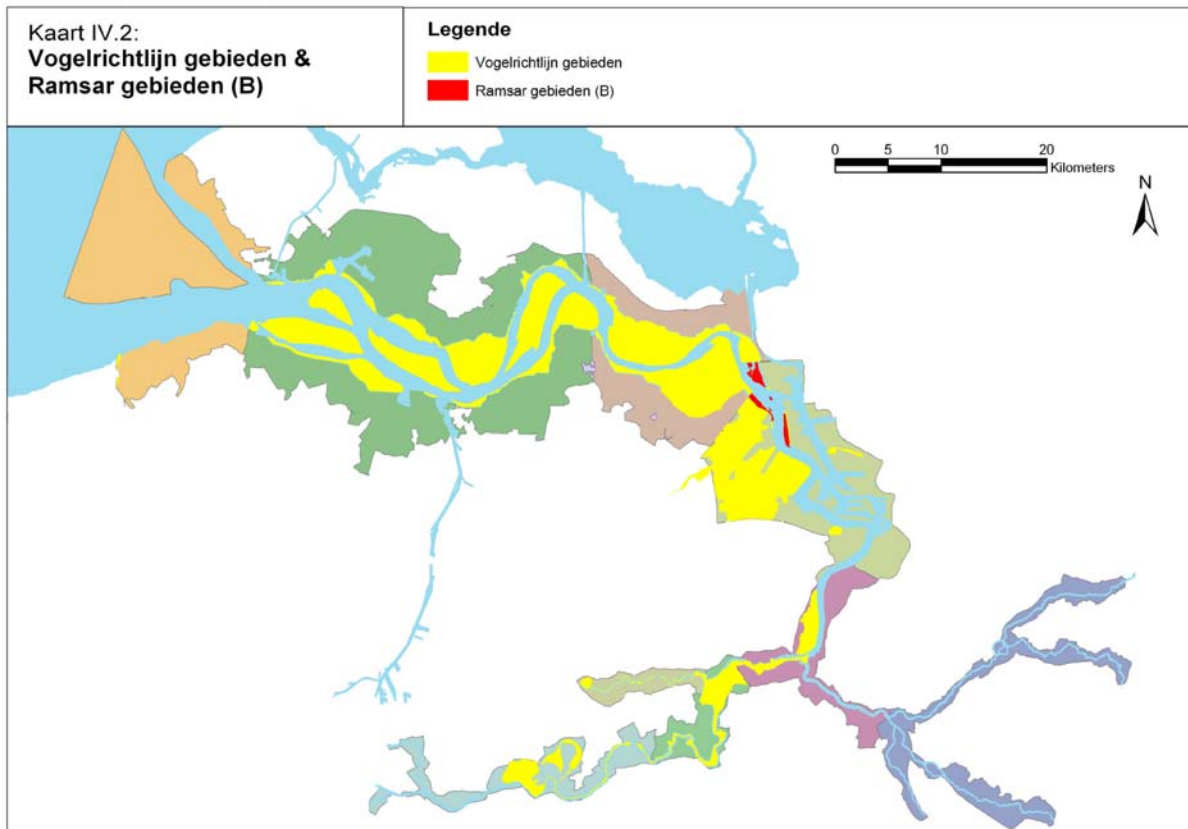 Kaart IV.2:
Vogelrichtlijn gebieden &
Ramsar gebieden (B)
Legende
Vogelrichtlijn gebieden
Ramsar gebieden (B)
0 5 10 20
Kilometers
N